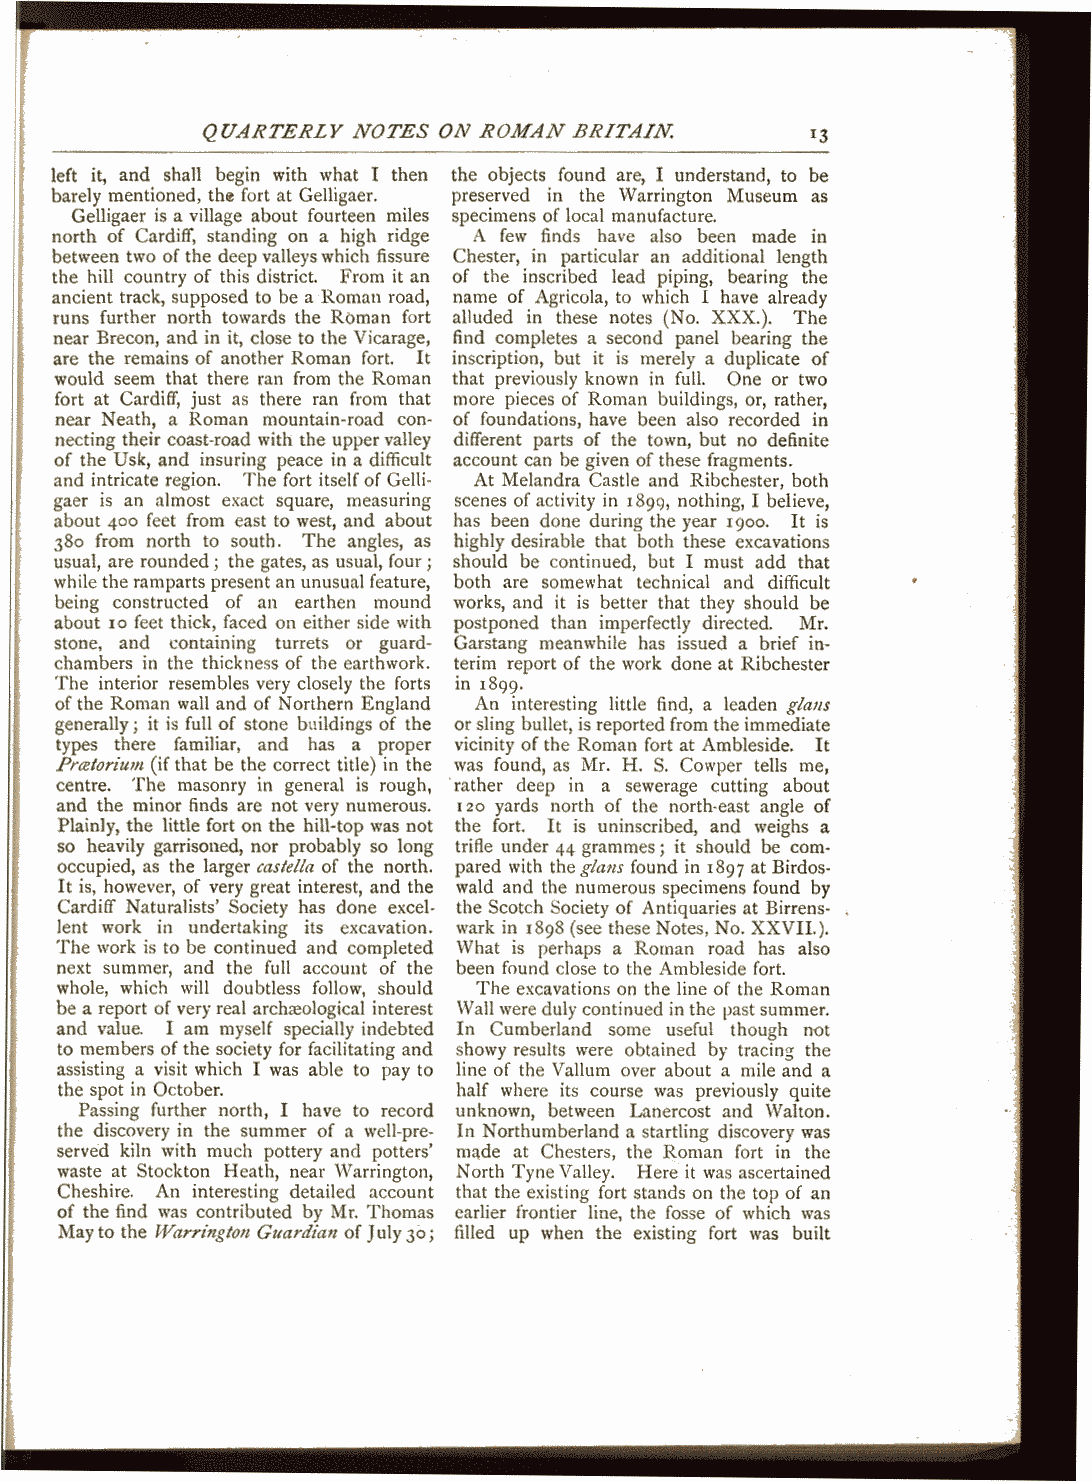 QUARTERLY NOTES ON ROMAN BRITAIN. 13
left it, and shall begin with what I then
barely mentioned, the fort at Gelligaer.
Gelligaer is a village about fourteen miles
north of Cardiff, standing on a high ridge
between two of the deep valleys which fissure
the hill country of this district. From it an
ancient track, supposed to be a Roman road,
runs further north towards the Roman fort
near Brecon, and in it, close to the Vicarage,
are the remains of another Roman fort. It
would seem that there ran from the Roman
fort at Cardiff, just as there ran from that
near Neath, a Roman mountain-road con-
necting their coast-road with the upper valley
of the Usk, and insuring peace in a difficult
and intricate region. The fort itself of Gelli-
gaer is an almost exact square, measuring
about 400 feet from east to west, and about
380 from north to south. The angles, as
usual, are rounded; the gates, as usual, four;
while the ramparts present an unusual feature,
being constructed of an earthen mound
about 10 feet thick, faced on either side with
stone, and containing turrets or guard-
chambers in the thickness of the earthwork.
The interior resembles very closely the forts
of the Roman wall and of Northern England
generally; it is full of stone buildings of the
types there familiar, and has a proper
Prætorium (if that be the correct title) in the
centre. The masonry in general is rough,
and the minor finds are not very numerous.
Plainly, the little fort on the hill-top was not
so heavily garrisoned, nor probably so long
occupied, as the larger castella of the north.
It is, however, of very great interest, and the
Cardiff Naturalists' Society has done excel-
lent work in undertaking its excavation.
The work is to be continued and completed
next summer, and the full account of the
whole, which will doubtless follow, should
be a report of very real archæological interest
and value. I am myself specially indebted
to members of the society for facilitating and
assisting a visit which I was able to pay to
the spot in October.
Passing further north, I have to record
the discovery in the summer of a well-pre-
served kiln with much pottery and potters'
waste at Stockton Heath, near Warrington,
Cheshire. An interesting detailed account
of the find was contributed by Mr. Thomas
May to the Warrington Guardian of July 30;
the objects found are, I understand, to be
preserved in the Warrington Museum as
specimens of local manufacture.
A few finds have also been made in
Chester, in particular an additional length
of the inscribed lead piping, bearing the
name of Agricola, to which I have already
alluded in these notes (No. XXX.). The
find completes a second panel bearing the
inscription, but it is merely a duplicate of
that previously known in full. One or two
more pieces of Roman buildings, or, rather,
of foundations, have been also recorded in
different parts of the town, but no definite
account can be given of these fragments.
At Melandra Castle and Ribchester, both
scenes of activity in 1899, nothing, I believe,
has been done during the year 1900. It is
highly desirable that both these excavations
should be continued, but I must add that
both are somewhat technical and difficult
works, and it is better that they should be
postponed than imperfectly directed. Mr.
Garstang meanwhile has issued a brief in-
terim report of the work done at Ribchester
in 1899.
An interesting little find, a leaden glans
or sling bullet, is reported from the immediate
vicinity of the Roman fort at Ambleside. It
was found, as Mr. H. S. Cowper tells me,
rather deep in a sewerage cutting about
120 yards north of the north-east angle of
the fort. It is uninscribed, and weighs a
trifle under 44 grammes; it should be com-
pared with the glans found in 1897 at Birdos-
wald and the numerous specimens found by
the Scotch Society of Antiquaries at Birrens-
wark in 1898 (see these Notes, No. XXVII.).
What is perhaps a Roman road has also
been found close to the Ambleside fort.
The excavations on the line of the Roman
Wall were duly continued in the past summer.
In Cumberland some useful though not
showy results were obtained by tracing the
line of the Vallum over about a mile and a
half where its course was previously quite
unknown, between Lanercost and Walton.
In Northumberland a startling discovery was
made at Chesters, the Roman fort in the
North Tyne Valley. Here it was ascertained
that the existing fort stands on the top of an
earlier frontier line, the fosse of which was
filled up when the existing fort was built